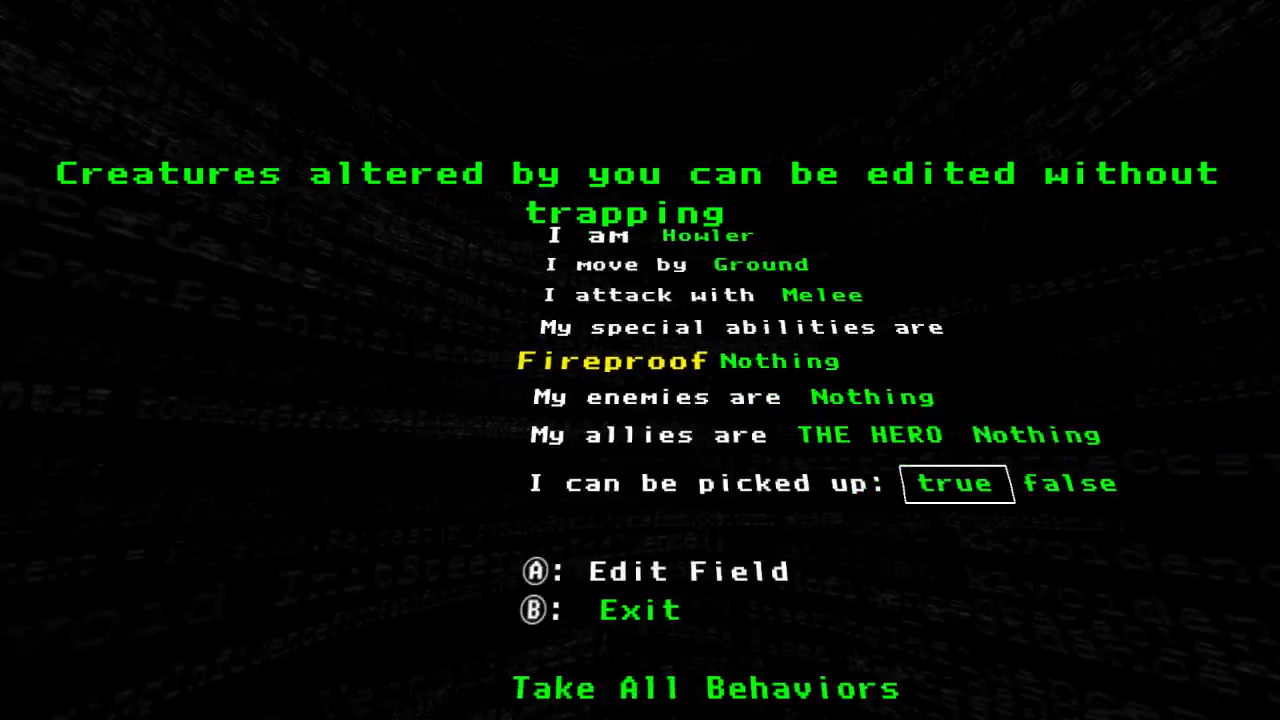 Creatures altered by you can be edited without
trapping
I am Howler
I move by Ground
I attack with Melee
My special abilities are
Fireproof Nothing
My enemies are Nothing
My allies are THE HERO Nothing
I can be picked up: true false
Ⓐ: Edit Field
Ⓑ: Exit
Take All Behaviors